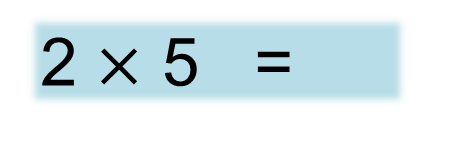 2 × 5 =